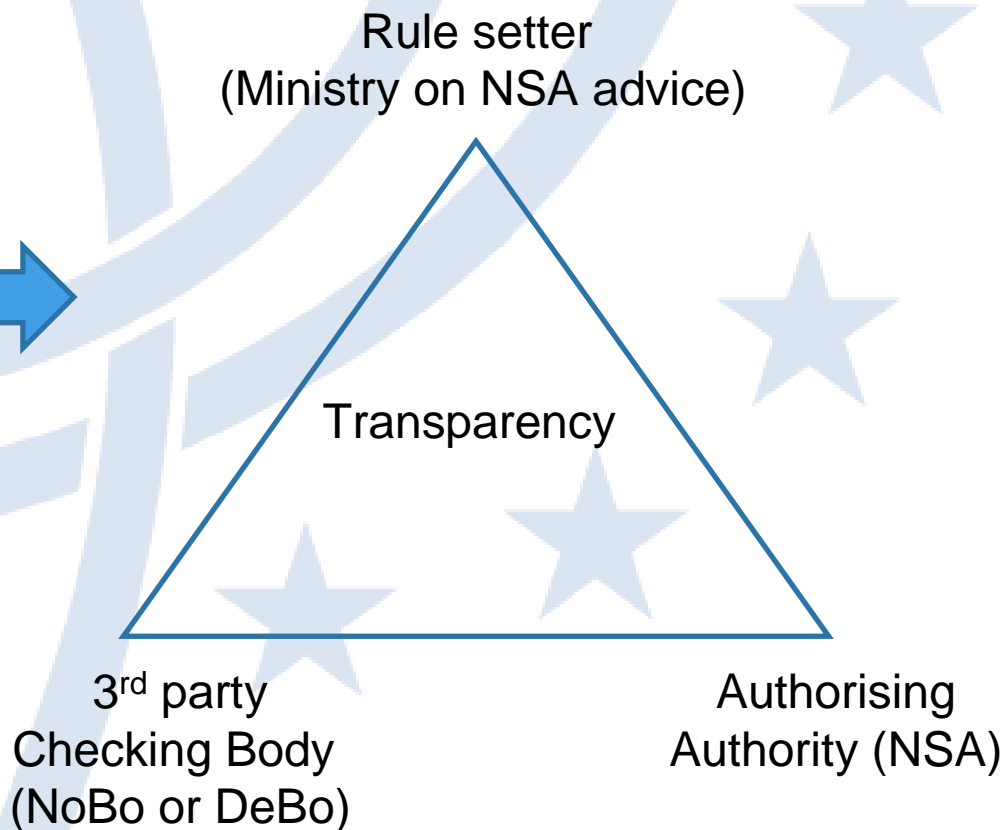 Rule setter
(Ministry on NSA advice)
Transparency
3rd party
Checking Body
(NoBo or DeBo)
Authorising
Authority (NSA)